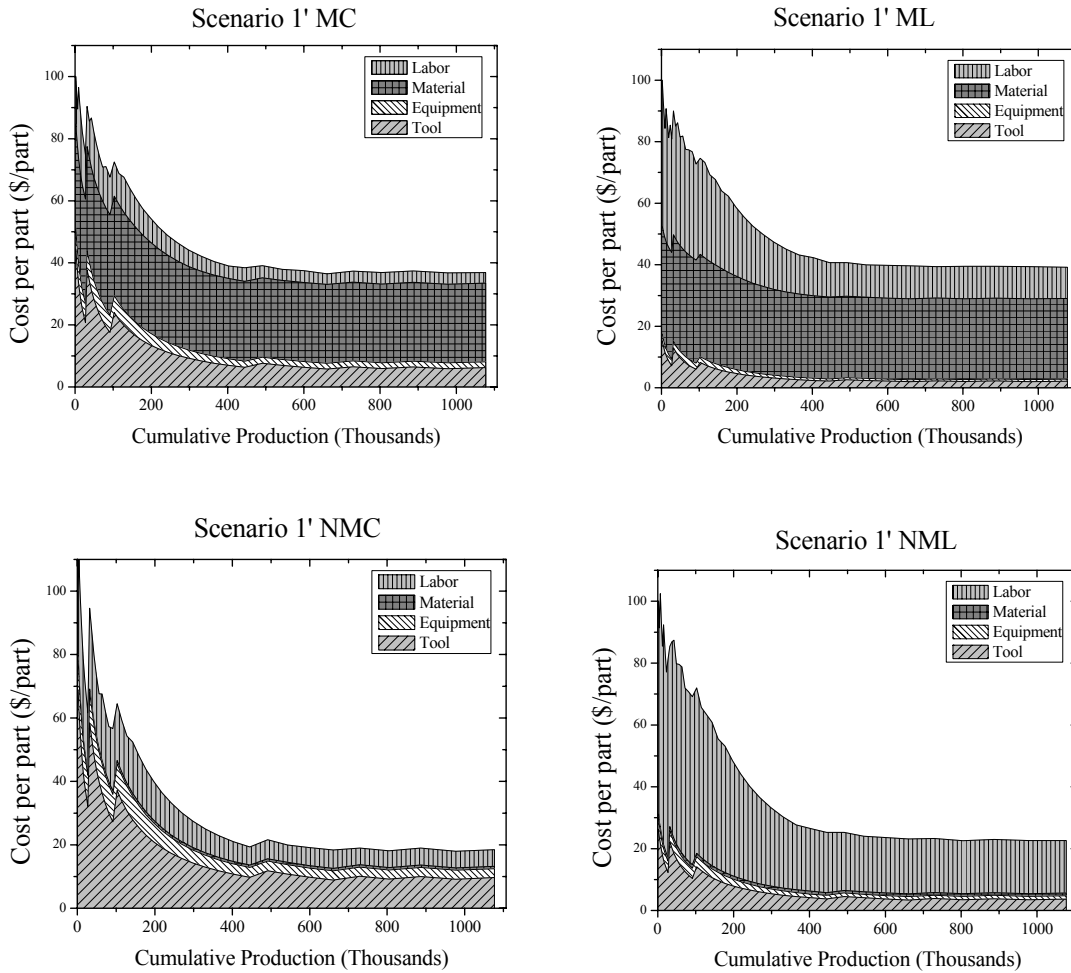 Scenario 1' MC
Cost per part ($/part)
100
80
60
40
20
0
Labor
Material
Equipment
Tool
0 200 400 600 800 1000
Cumulative Production (Thousands)
Scenario 1' ML
Cost per part ($/part)
100
80
60
40
20
0
Labor
Material
Equipment
Tool
0 200 400 600 800 1000
Cumulative Production (Thousands)
Scenario 1' NMC
Cost per part ($/part)
100
80
60
40
20
0
Labor
Material
Equipment
Tool
0 200 400 600 800 1000
Cumulative Production (Thousands)
Scenario 1' NML
Cost per part ($/part)
100
80
60
40
20
0
Labor
Material
Equipment
Tool
0 200 400 600 800 1000
Cumulative Production (Thousands)